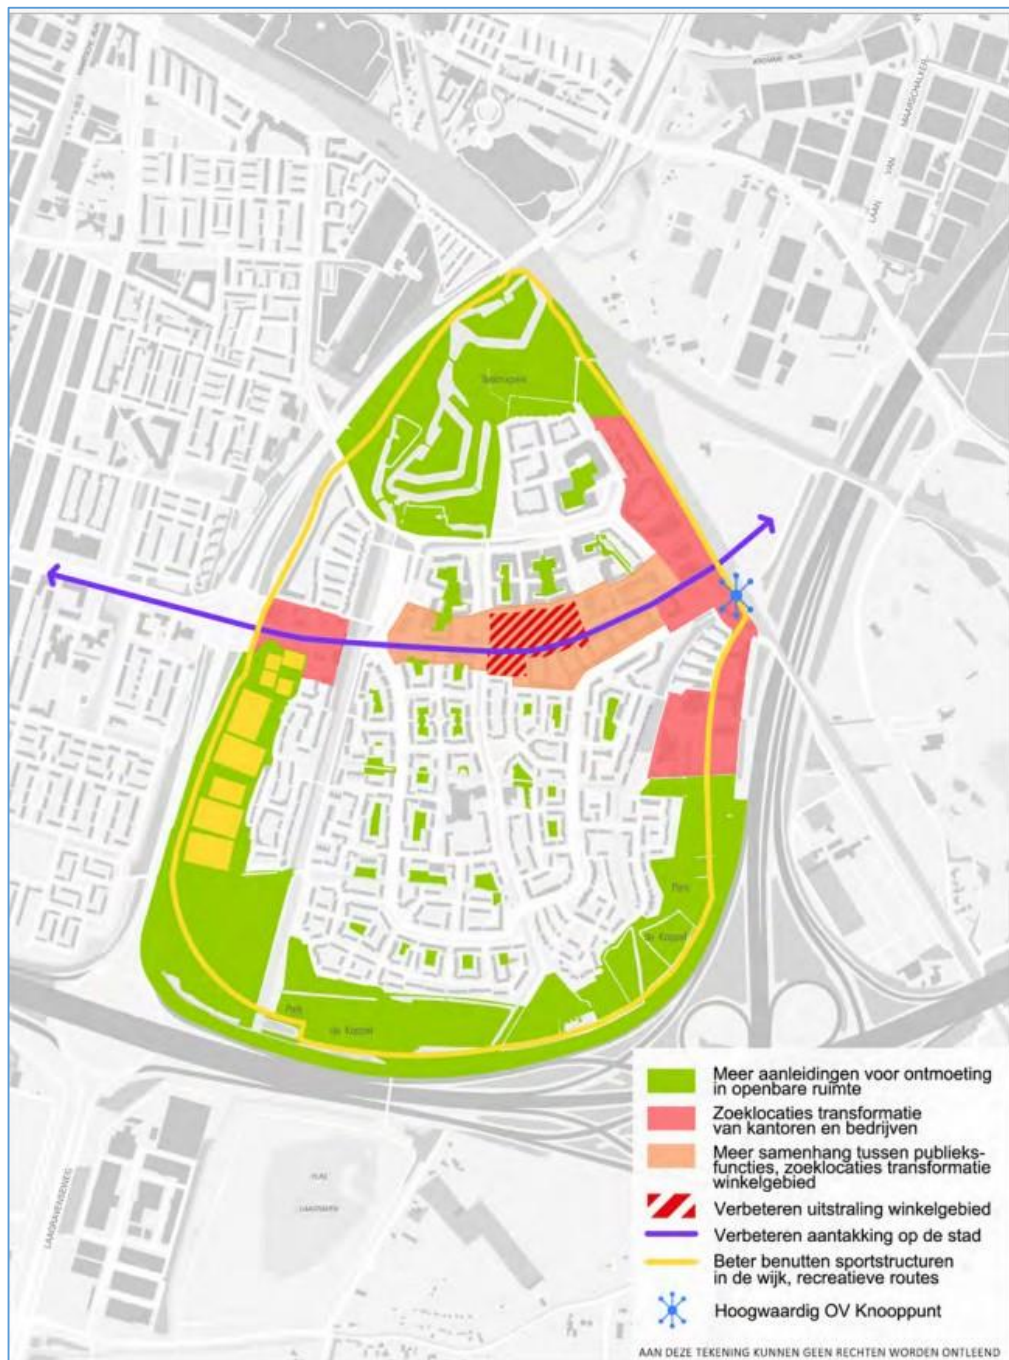 LAAN VAN MAARSCHALKER
Park
de Koppel
Park
de Koppel
LAAGRAVENSEWEG
Meer aanleidingen voor ontmoeting
in openbare ruimte
Zoeklocaties transformatie
van kantoren en bedrijven
Meer samenhang tussen publieks-
functies, zoeklocaties transformatie
winkelgebied
Verbeteren uitstraling winkelgebied
Verbeteren aantakking op de stad
Beter benutten sportstructuren
in de wijk, recreatieve routes
Hoogwaardig OV Knooppunt
AAN DEZE TEKENING KUNNEN GEEN RECHTEN WORDEN ONTLEEND